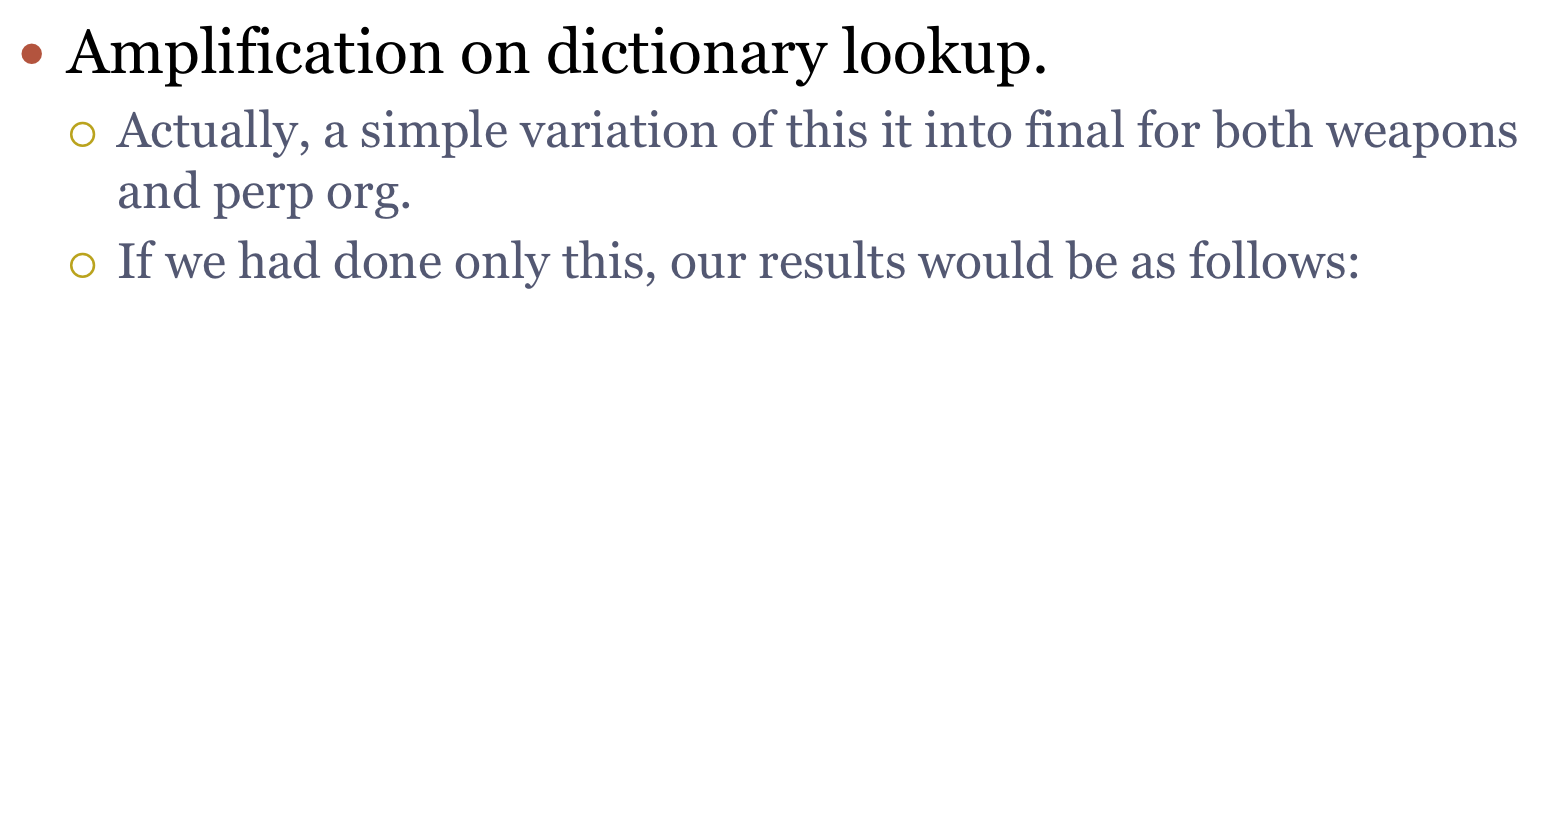 • Amplification on dictionary lookup.
○ Actually, a simple variation of this it into final for both weapons
and perp org.
○ If we had done only this, our results would be as follows: